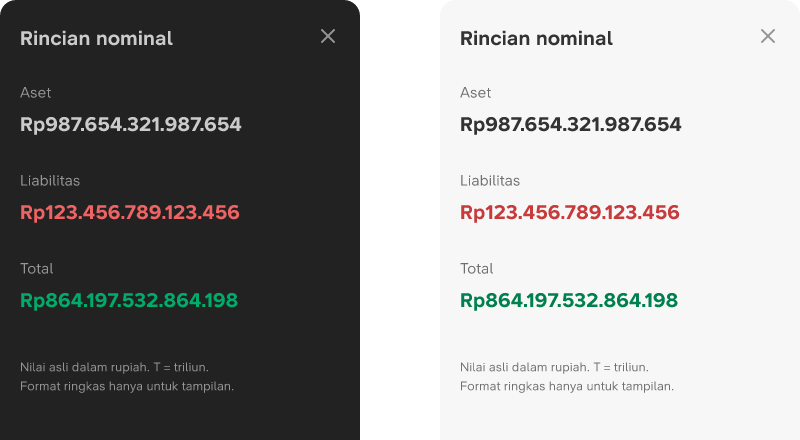 Rincian nominal
Aset
Rp987.654.321.987.654
Liabilitas
Rp123.456.789.123.456
Total
Rp864.197.532.864.198
Nilai asli dalam rupiah. T = triliun.
Format ringkas hanya untuk tampilan.
Rincian nominal
Aset
Rp987.654.321.987.654
Liabilitas
Rp123.456.789.123.456
Total
Rp864.197.532.864.198
Nilai asli dalam rupiah. T = triliun.
Format ringkas hanya untuk tampilan.